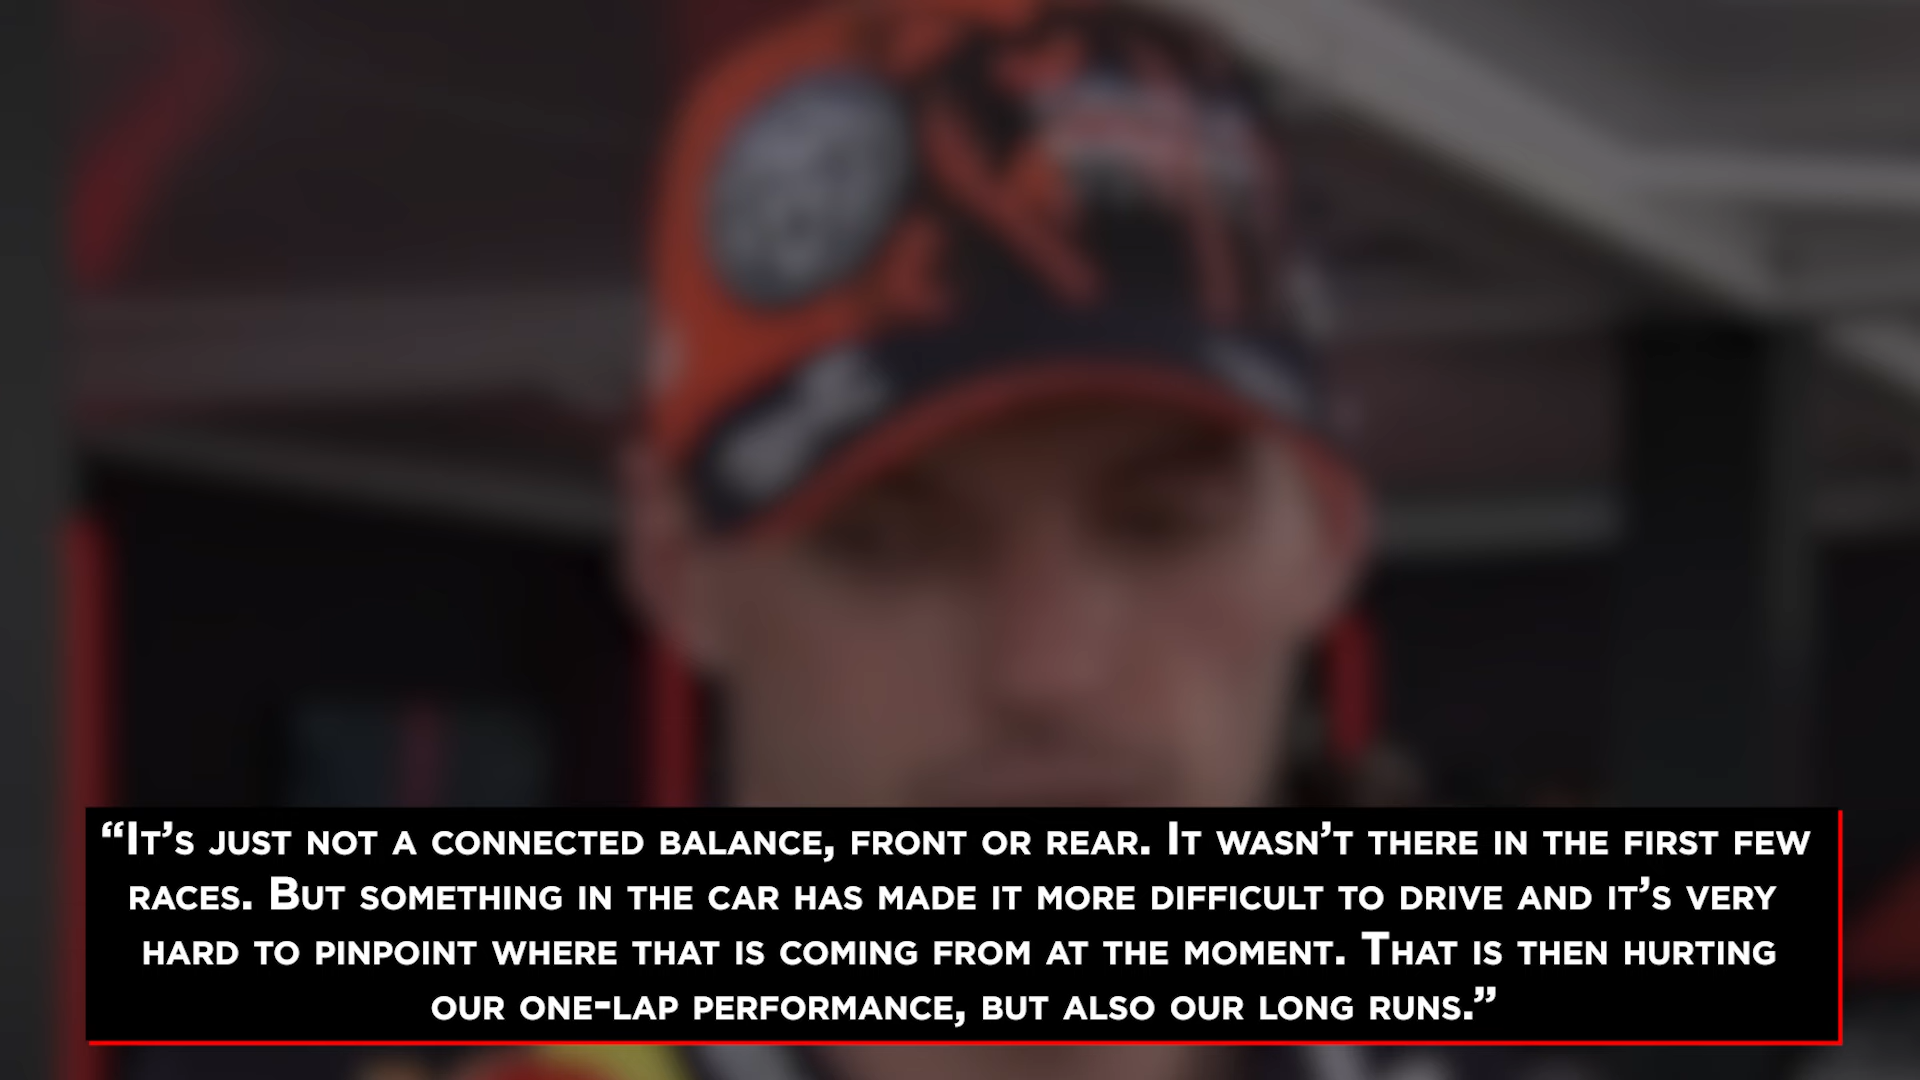 “It’s just not a connected balance, front or rear. It wasn’t there in the first few
races. But something in the car has made it more difficult to drive and it’s very
hard to pinpoint where that is coming from at the moment. That is then hurting
our one-lap performance, but also our long runs.”